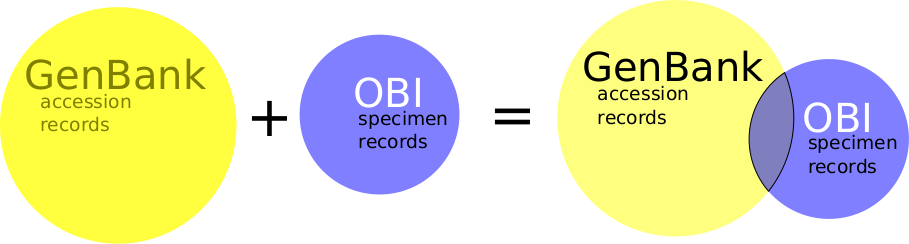 GenBank
accession
records
+
OBI
specimen
records
=
GenBank
accession
records
OBI
specimen
records